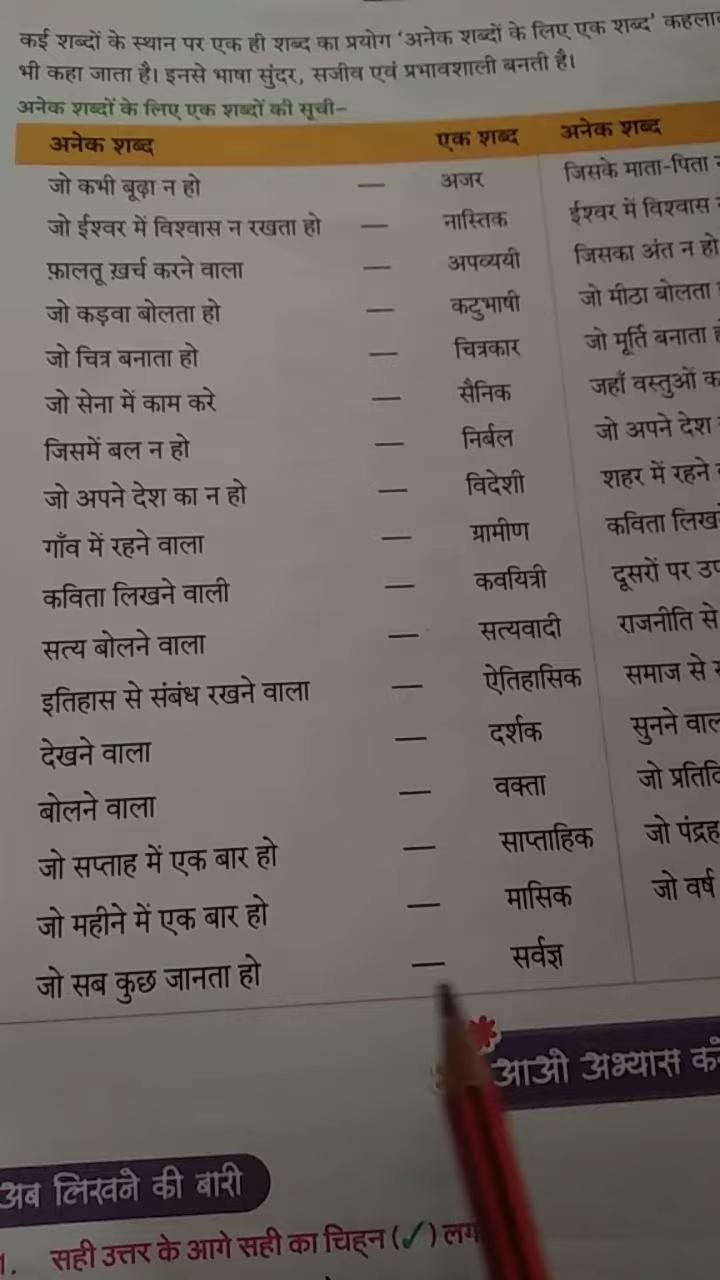 कई शब्दों के स्थान पर एक ही शब्द का प्रयोग 'अनेक शब्दों के लिए एक शब्द'
भी कहा जाता है। इनसे भाषा सुंदर, सजीव एवं प्रभावशाली बनती है।
अनेक शब्दों के लिए एक शब्दों की सूची–
अनेक शब्द एक शब्द अनेक शब्द
जो कभी बूढ़ा न हो — अजर जिसके माता-पिता
जो ईश्वर में विश्वास न रखता हो — नास्तिक ईश्वर में विश्वास
फ़ालतू ख़र्च करने वाला — अपव्ययी जिसका अंत न हो
जो कड़वा बोलता हो — कटुभाषी जो मीठा बोलता
जो चित्र बनाता हो — चित्रकार जो मूर्ति बनाता
जो सेना में काम करे — सैनिक जहाँ वस्तुओं
जिसमें बल न हो — निर्बल जो अपने देश
जो अपने देश का न हो — विदेशी शहर में रहने
गाँव में रहने वाला — ग्रामीण कविता
कविता लिखने वाली — कवयित्री दूसरों पर
सत्य बोलने वाला — सत्यवादी राजनीति से
इतिहास से संबंध रखने वाला — ऐतिहासिक समाज से
देखने वाला — दर्शक सुनने
बोलने वाला — वक्ता जो
जो सप्ताह में एक बार हो — साप्ताहिक जो
जो महीने में एक बार हो — मासिक जो वर्ष
जो सब कुछ जानता हो — सर्वज्ञ
आओ अभ्यास
अब लिखने की बारी
1. सही उत्तर के आगे सही का चिह्न (✓)